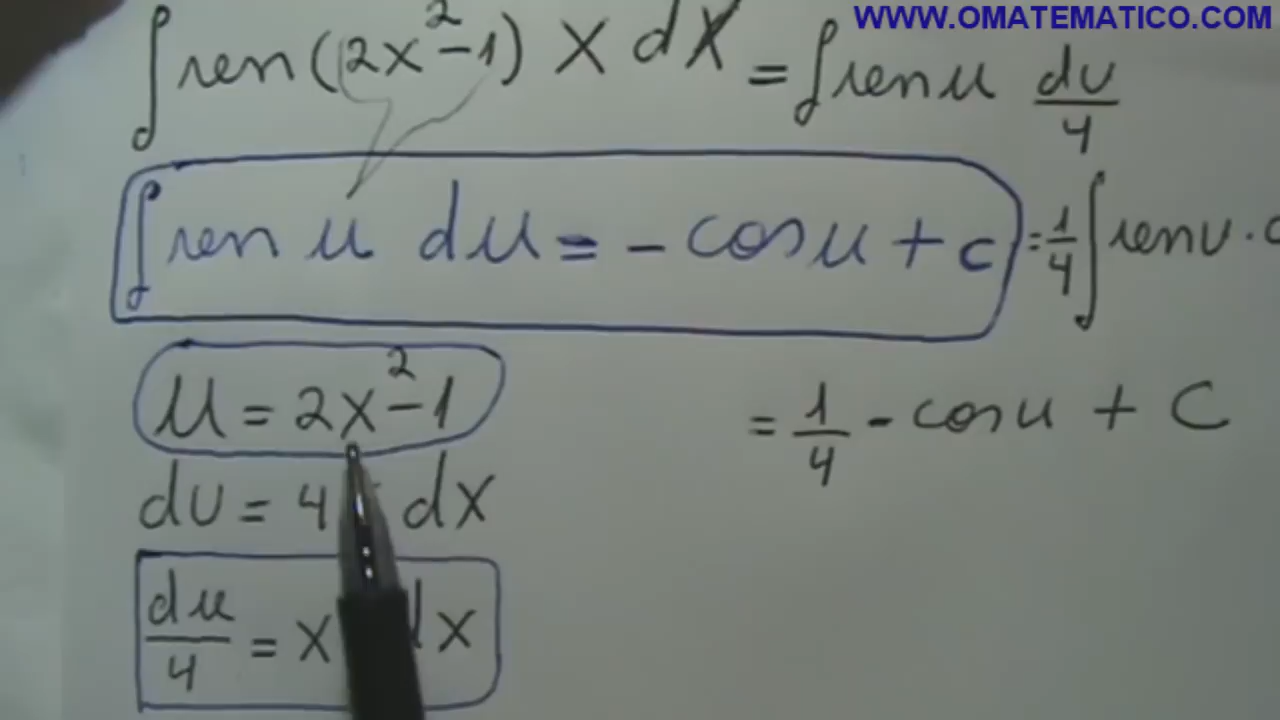 WWW.OMATEMATICO.COM
∫ sen(2x²-1) x dx = ∫ sen u du/4
∫ sen u du = - cos u + c
= 1/4 ∫ sen u ·
u = 2x²-1
= 1/4 - cos u + C
du = 4 dx
du/4 = x dx